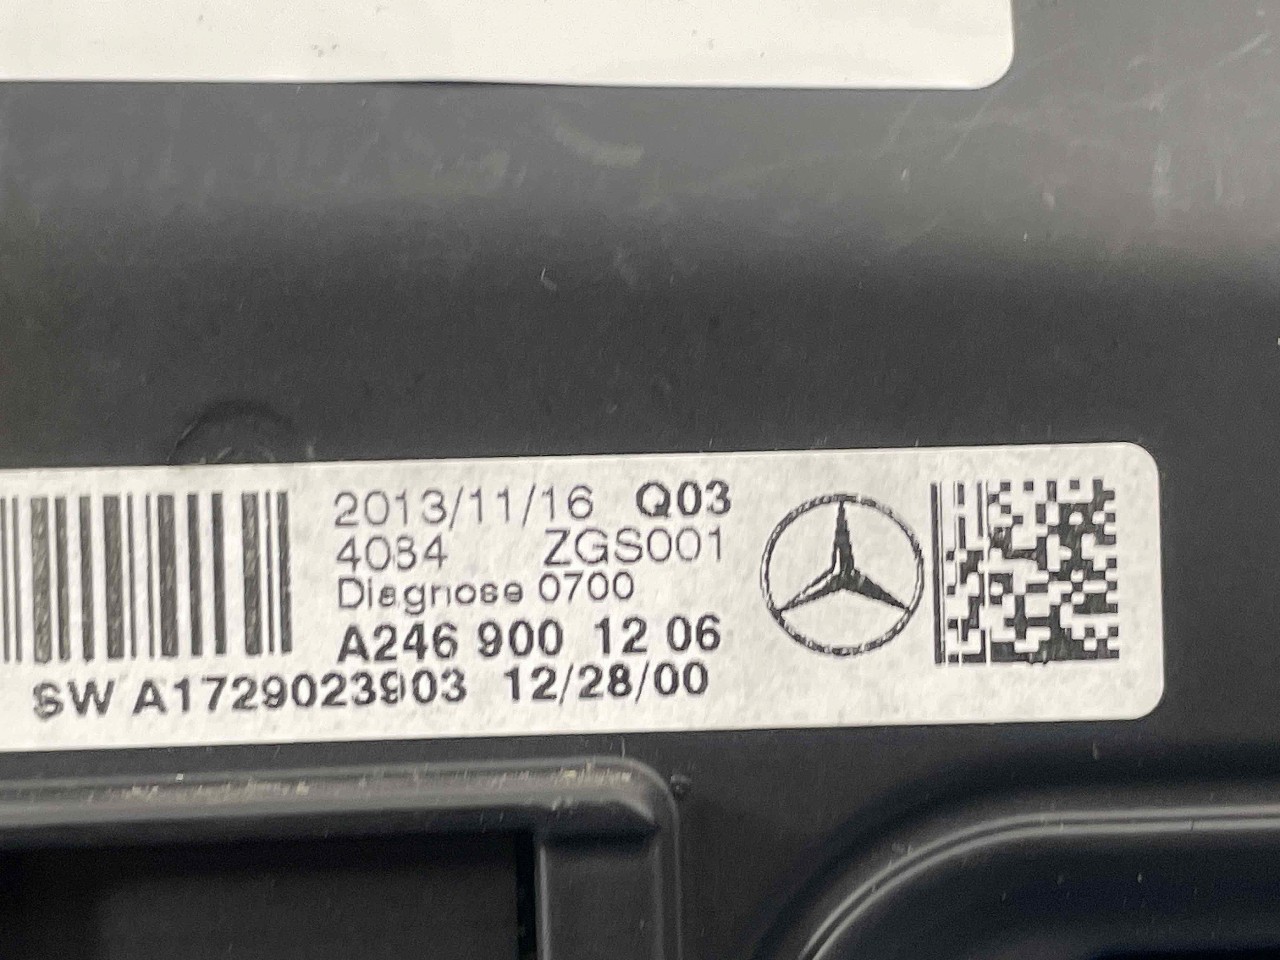 2013/11/16 Q03
4084 ZGS001
Diagnose 0700
A246 900 12 06
SW A1729023903 12/28/00